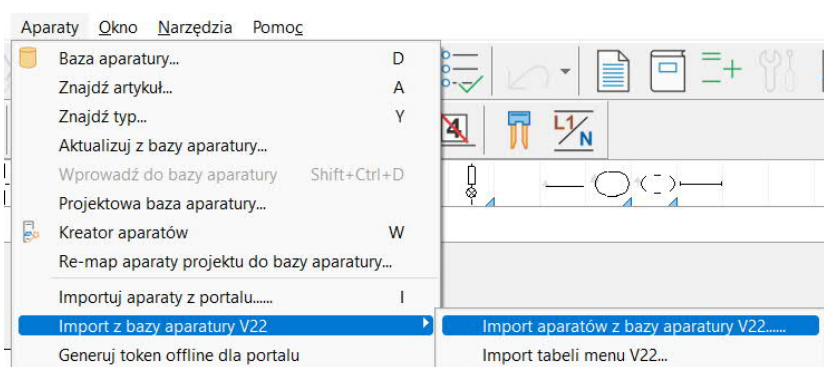 Aparaty Okno Narzędzia Pomoc
Baza aparatury... D
Znajdź artykuł... A
Znajdź typ... Y
Aktualizuj z bazy aparatury...
Wprowadź do bazy aparatury Shift+Ctrl+D
Projektowa baza aparatury...
Kreator aparatów W
Re-map aparaty projektu do bazy aparatury...
Importuj aparaty z portalu...... I
Import z bazy aparatury V22
Generuj token offline dla portalu
4
L1/N
Import aparatów z bazy aparatury V22......
Import tabeli menu V22...